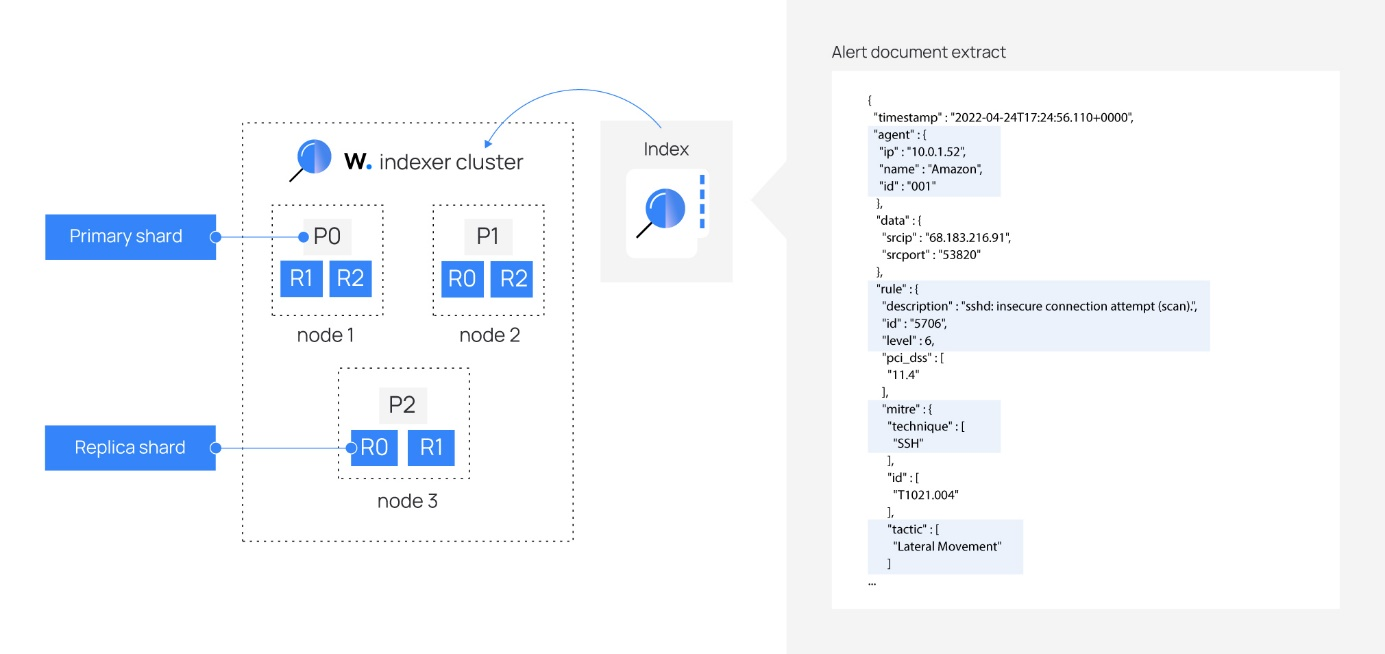 W. indexer cluster
Index
Primary shard
P0
R1 R2
node 1
P1
R0 R2
node 2
Replica shard
P2
R0 R1
node 3
Alert document extract
{
"timestamp" : "2022-04-24T17:24:56.110+0000",
"agent" : {
"ip" : "10.0.1.52",
"name" : "Amazon",
"id" : "001"
},
"data" : {
"srcip" : "68.183.216.91",
"srcport" : "53820"
},
"rule" : {
"description" : "sshd: insecure connection attempt (scan).",
"id" : "5706",
"level" : 6,
"pci_dss" : [
"11.4"
],
"mitre" : {
"technique" : [
"SSH"
],
"id" : [
"T1021.004"
],
"tactic" : [
"Lateral Movement"
]
...